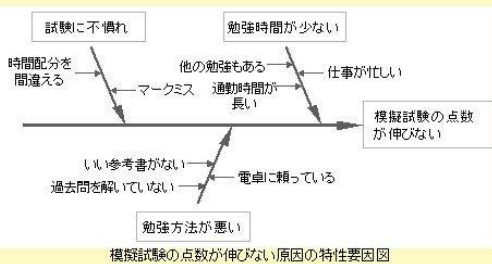 試験に不慣れ
勉強時間が少ない
時間配分を
間違える
マークミス
他の勉強もある
仕事が忙しい
通勤時間が
長い
模擬試験の点数
が伸びない
いい参考書がない
過去問を解いていない
電卓に頼っている
勉強方法が悪い
模擬試験の点数が伸びない原因の特性要因図